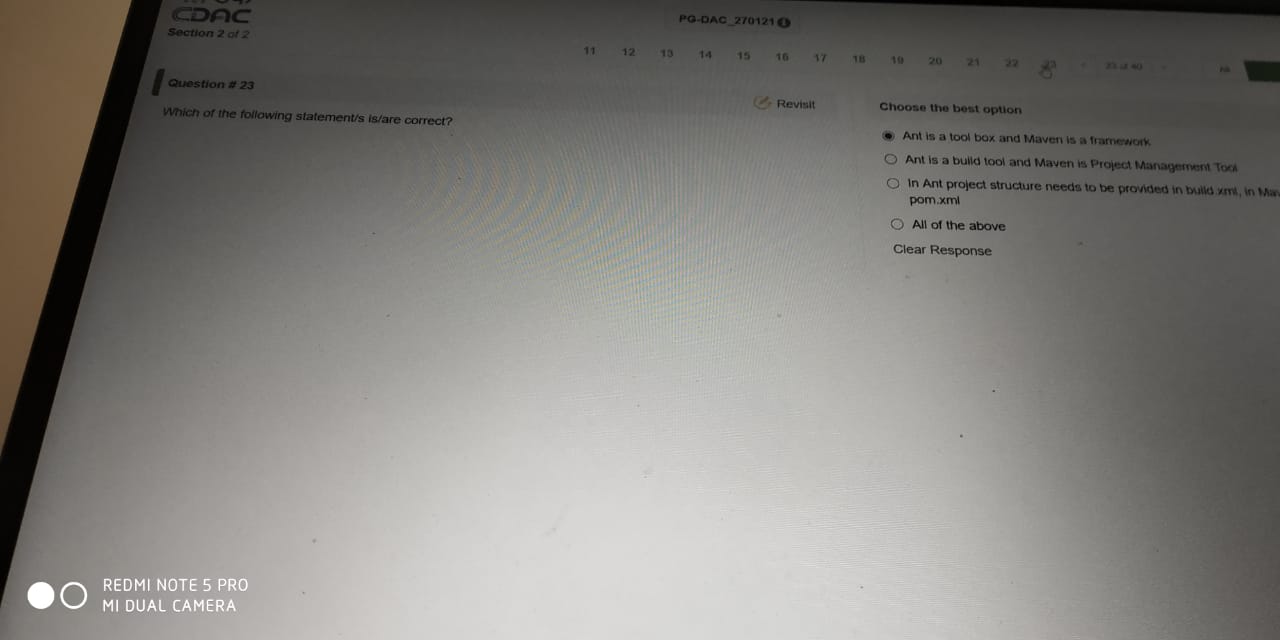 CDAC
Section 2 of 2
PG-DAC_270121
11 12 13 14 15 16 17 18 19 20 21 22 23 23 of 40
Question # 23
Revisit
Which of the following statement/s is/are correct?
Choose the best option
Ant is a tool box and Maven is a framework
Ant is a build tool and Maven is Project Management Tool
In Ant project structure needs to be provided in build.xml, in
pom.xml
All of the above
Clear Response
REDMI NOTE 5 PRO
MI DUAL CAMERA